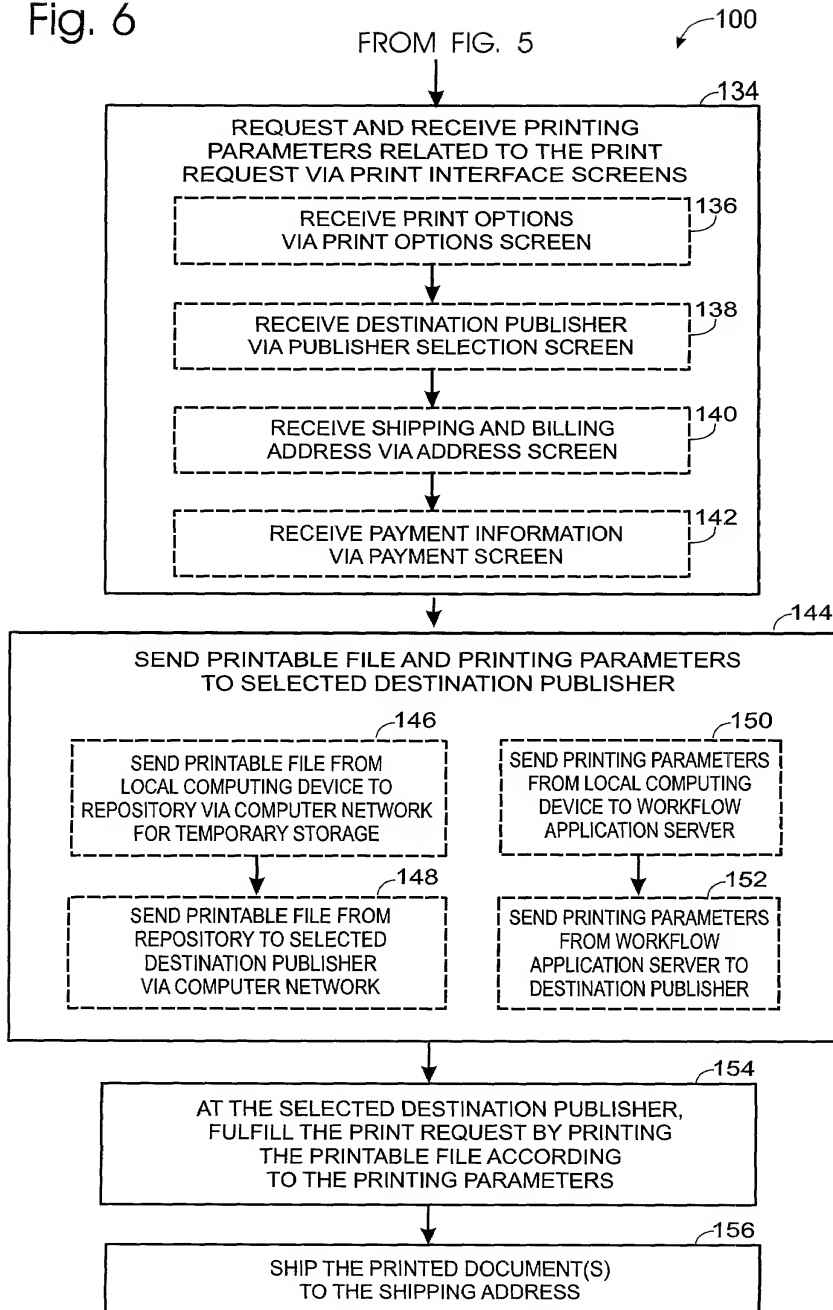 Fig. 6
FROM FIG. 5
100
134
REQUEST AND RECEIVE PRINTING
PARAMETERS RELATED TO THE PRINT
REQUEST VIA PRINT INTERFACE SCREENS
136
RECEIVE PRINT OPTIONS
VIA PRINT OPTIONS SCREEN
138
RECEIVE DESTINATION PUBLISHER
VIA PUBLISHER SELECTION SCREEN
140
RECEIVE SHIPPING AND BILLING
ADDRESS VIA ADDRESS SCREEN
142
RECEIVE PAYMENT INFORMATION
VIA PAYMENT SCREEN
144
SEND PRINTABLE FILE AND PRINTING PARAMETERS
TO SELECTED DESTINATION PUBLISHER
146
SEND PRINTABLE FILE FROM
LOCAL COMPUTING DEVICE TO
REPOSITORY VIA COMPUTER NETWORK
FOR TEMPORARY STORAGE
148
SEND PRINTABLE FILE FROM
REPOSITORY TO SELECTED
DESTINATION PUBLISHER
VIA COMPUTER NETWORK
150
SEND PRINTING PARAMETERS
FROM LOCAL COMPUTING
DEVICE TO WORKFLOW
APPLICATION SERVER
152
SEND PRINTING PARAMETERS
FROM WORKFLOW
APPLICATION SERVER TO
DESTINATION PUBLISHER
154
AT THE SELECTED DESTINATION PUBLISHER,
FULFILL THE PRINT REQUEST BY PRINTING
THE PRINTABLE FILE ACCORDING
TO THE PRINTING PARAMETERS
156
SHIP THE PRINTED DOCUMENT(S)
TO THE SHIPPING ADDRESS